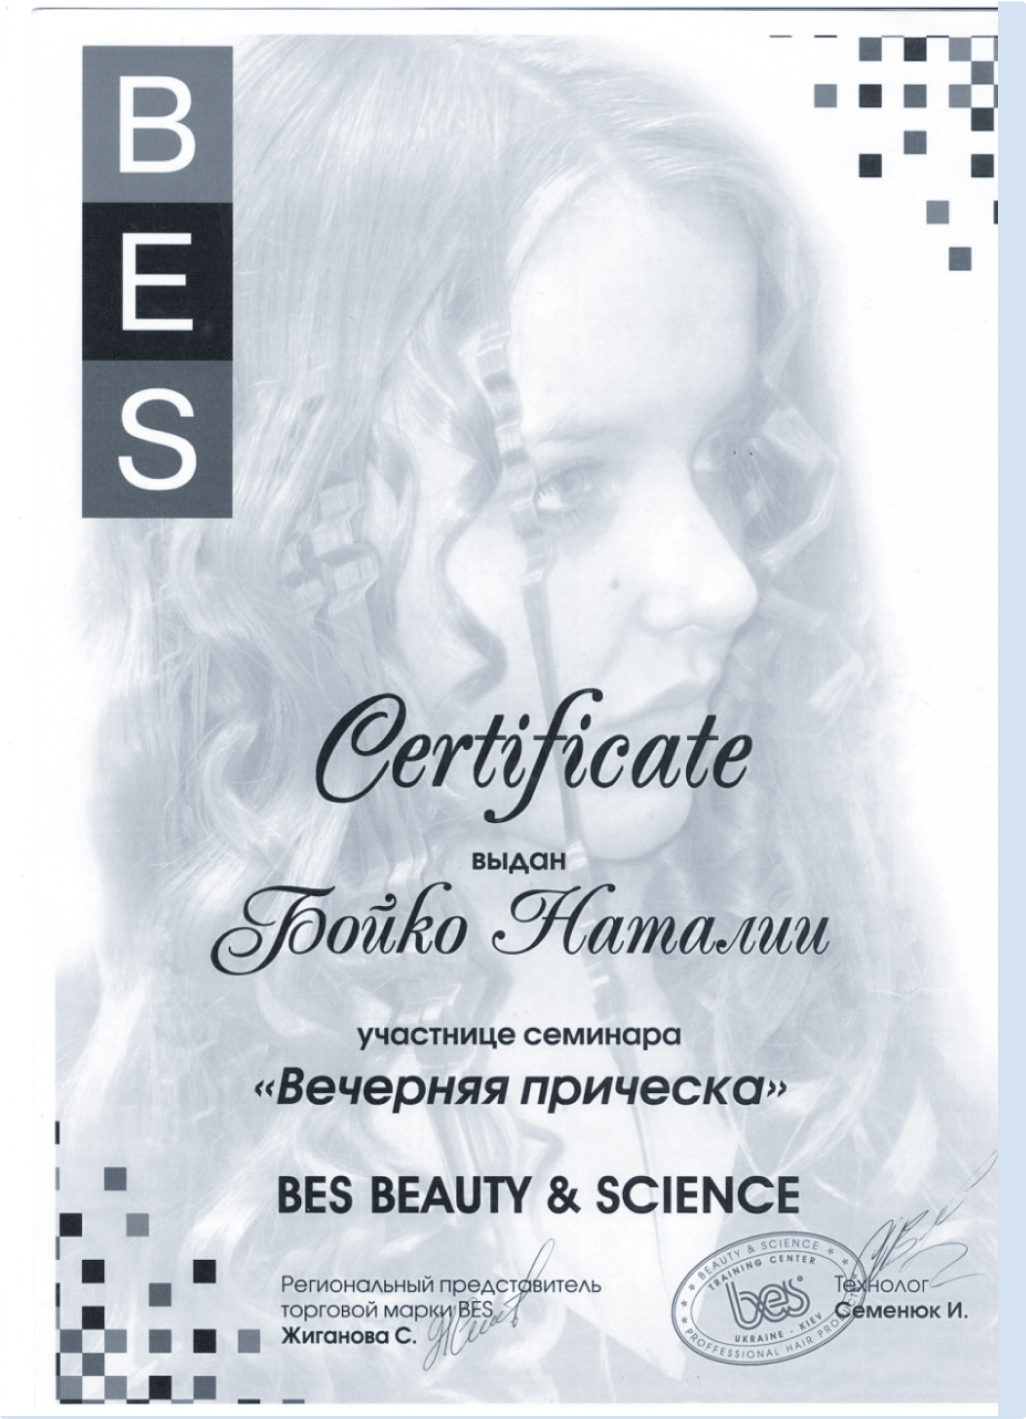 B
E
S
Certificate
выдан
Бойко Наталии
участнице семинара
«Вечерняя прическа»
BES BEAUTY & SCIENCE
Региональный представитель
торговой марки BES
Жиганова С.
BEAUTY & SCIENCE
TRAINING CENTER
bes
UKRAINE - KIEV
PROFFESSIONAL HAIR
Технолог
Семенюк И.